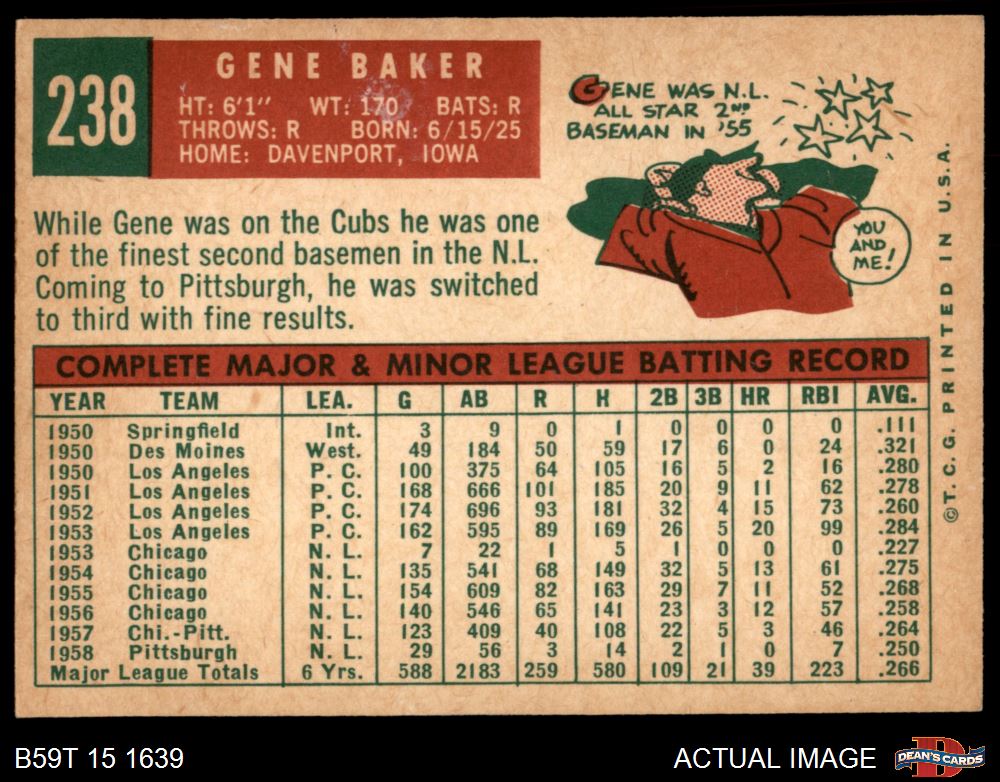 238
GENE BAKER
HT: 6'1" WT: 170 BATS: R
THROWS: R BORN: 6/15/25
HOME: DAVENPORT, IOWA
GENE WAS N.L.
ALL STAR 2ND
BASEMAN IN '55
YOU
AND
ME!
While Gene was on the Cubs he was one
of the finest second basemen in the N.L.
Coming to Pittsburgh, he was switched
to third with fine results.
COMPLETE MAJOR & MINOR LEAGUE BATTING RECORD
YEAR TEAM LEA. G AB R H 2B 3B HR RBI AVG.
1950 Springfield Int. 3 9 0 1 0 0 0 0 .111
1950 Des Moines West. 49 184 50 59 17 6 0 24 .321
1950 Los Angeles P. C. 100 375 64 105 16 5 2 16 .280
1951 Los Angeles P. C. 168 666 101 185 20 9 11 62 .278
1952 Los Angeles P. C. 174 696 93 181 32 4 15 73 .260
1953 Los Angeles P. C. 162 595 89 169 26 5 20 99 .284
1953 Chicago N. L. 7 22 1 5 1 0 0 0 .227
1954 Chicago N. L. 135 541 68 149 32 5 13 61 .275
1955 Chicago N. L. 154 609 82 163 29 7 11 52 .268
1956 Chicago N. L. 140 546 65 141 23 3 12 57 .258
1957 Chi.-Pitt. N. L. 123 409 40 108 22 5 3 46 .264
1958 Pittsburgh N. L. 29 56 3 14 2 1 0 7 .250
Major League Totals 6 Yrs. 588 2183 259 580 109 21 39 223 .266
©T. C. G. PRINTED IN U.S.A.
B59T 15 1639
ACTUAL IMAGE
D
DEAN'S CARDS